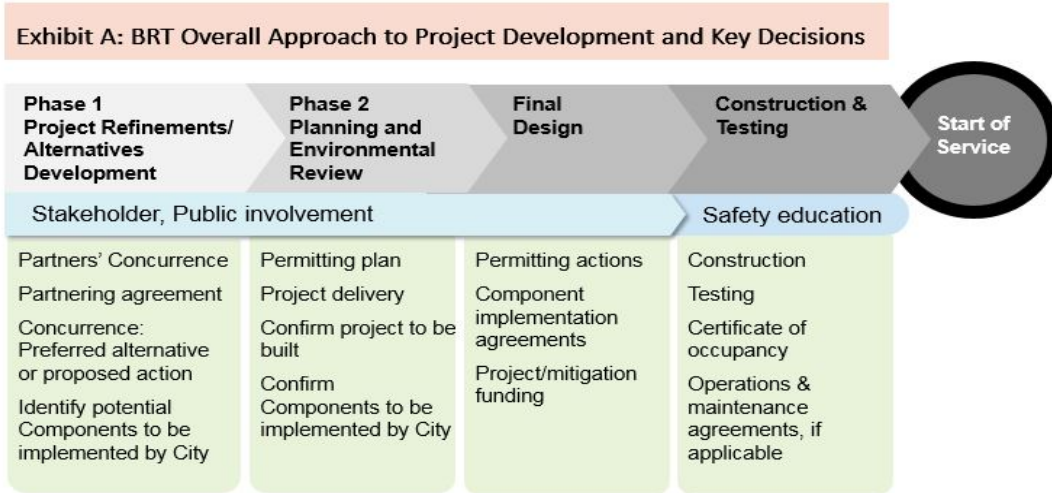 Exhibit A: BRT Overall Approach to Project Development and Key Decisions
Phase 1
Project Refinements/
Alternatives
Development
Phase 2
Planning and
Environmental
Review
Final
Design
Construction &
Testing
Start of
Service
Stakeholder, Public involvement
Safety education
Partners’ Concurrence
Partnering agreement
Concurrence:
Preferred alternative
or proposed action
Identify potential
Components to be
implemented by City
Permitting plan
Project delivery
Confirm project to be
built
Confirm
Components to be
implemented by City
Permitting actions
Component
implementation
agreements
Project/mitigation
funding
Construction
Testing
Certificate of
occupancy
Operations &
maintenance
agreements, if
applicable